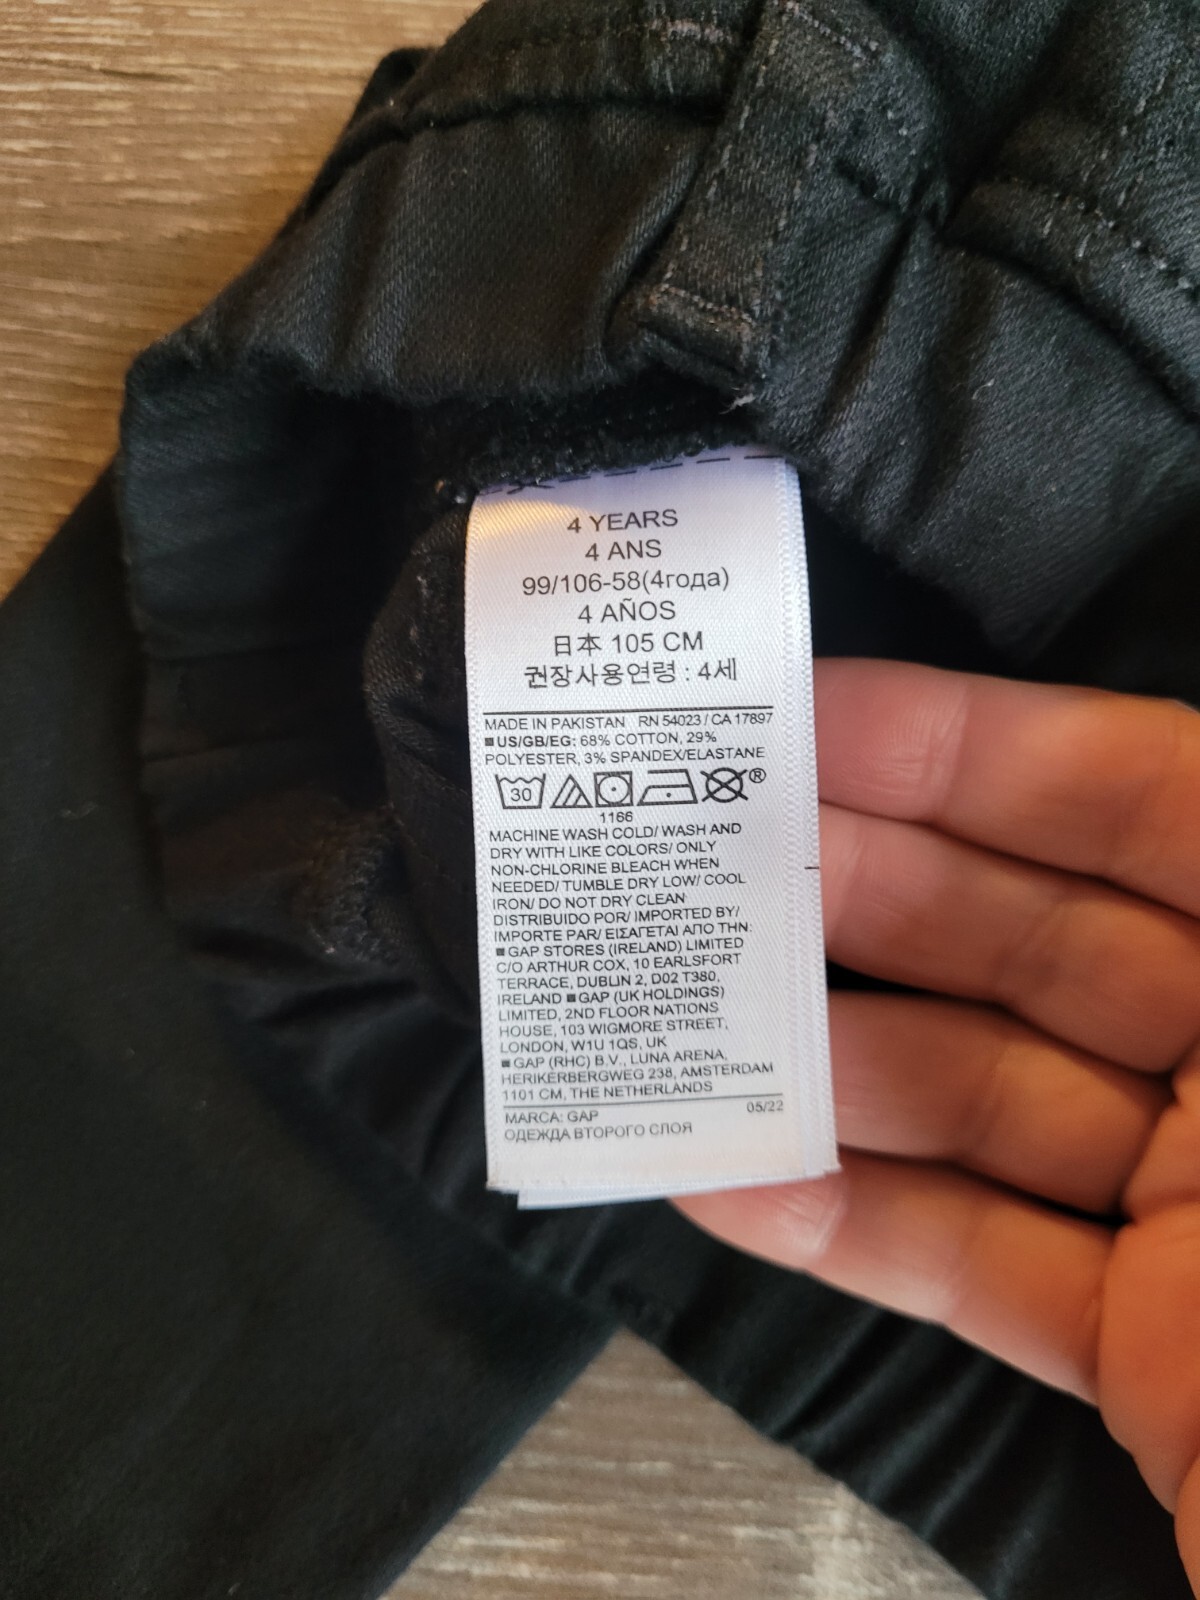 4 YEARS
4 ANS
99/106-58(4года)
4 AÑOS
日本 105 CM
권장사용연령 : 4세
MADE IN PAKISTAN RN 54023 / CA 17897
■ US/GB/EG: 68% COTTON, 29%
POLYESTER, 3% SPANDEX/ELASTANE
30 ®
1166
MACHINE WASH COLD/ WASH AND
DRY WITH LIKE COLORS/ ONLY
NON-CHLORINE BLEACH WHEN
NEEDED/ TUMBLE DRY LOW/ COOL
IRON/ DO NOT DRY CLEAN
DISTRIBUIDO POR/ IMPORTED BY/
IMPORTE PAR/ ΕΙΣΑΓΕΤΑΙ ΑΠΟ ΤΗΝ:
■ GAP STORES (IRELAND) LIMITED
C/O ARTHUR COX, 10 EARLSFORT
TERRACE, DUBLIN 2, D02 T380,
IRELAND ■ GAP (UK HOLDINGS)
LIMITED, 2ND FLOOR NATIONS
HOUSE, 103 WIGMORE STREET,
LONDON, W1U 1QS, UK
■ GAP (RHC) B.V., LUNA ARENA,
HERIKERBERGWEG 238, AMSTERDAM
1101 CM, THE NETHERLANDS
MARCA: GAP 05/22
ОДЕЖДА ВТОРОГО СЛОЯ